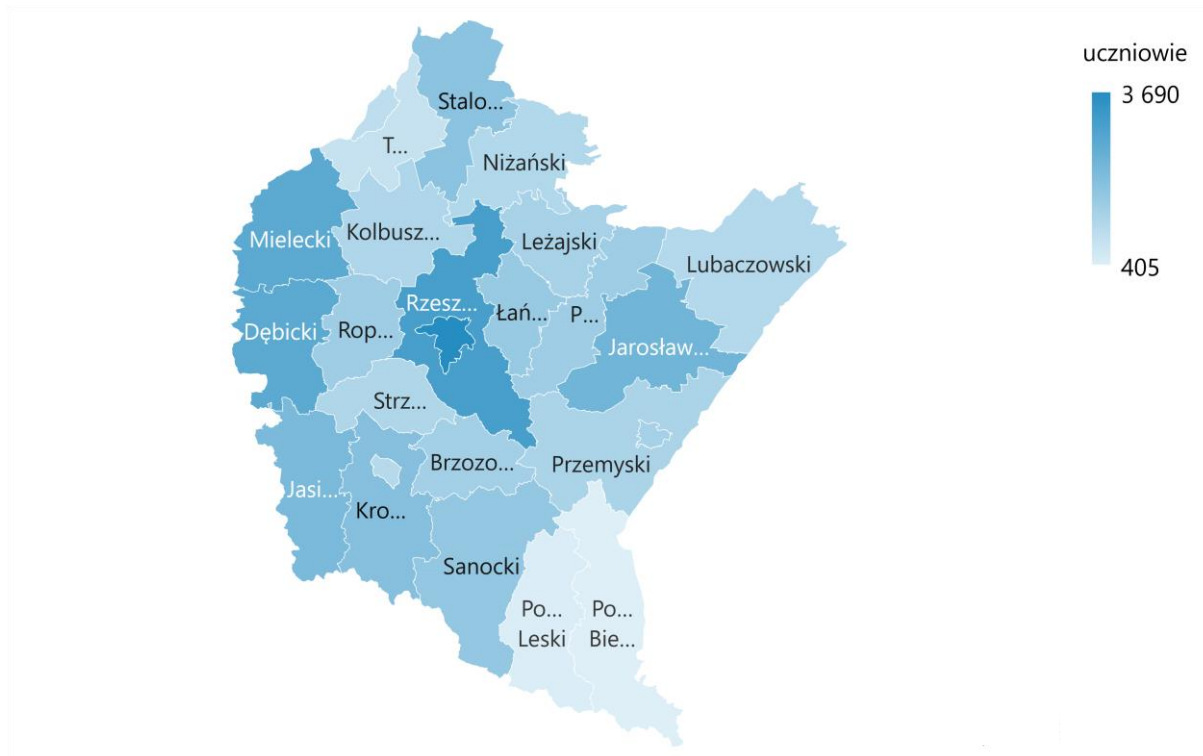 uczniowie
3 690
405
Stalo...
T...
Niżański
Mielecki
Kolbusz...
Leżajski
Lubaczowski
Rzesz...
Łań...
P...
Dębicki
Rop...
Jarosław...
Strz...
Brzozo...
Przemyski
Jasi...
Kro...
Sanocki
Po...
Leski
Po...
Bie...